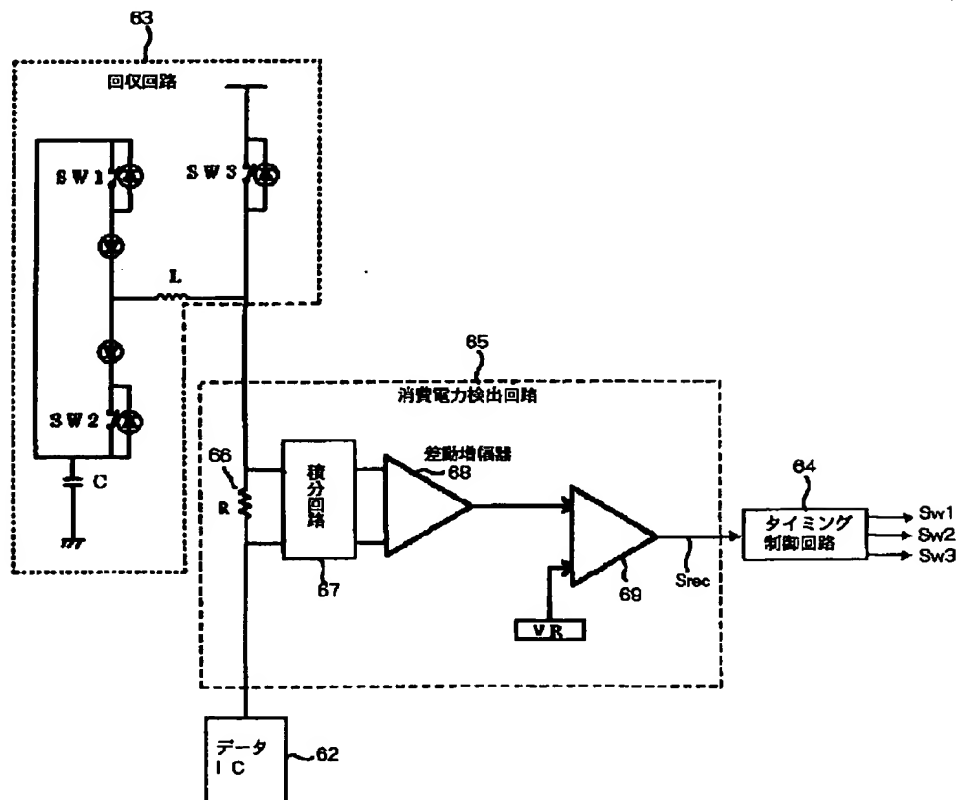 63
回収回路
SW1
SW3
L
SW2
C
65
消費電力検出回路
66
R
積分回路
67
差動増幅器
68
69
VR
Srec
64
タイミング
制御回路
Sw1
Sw2
Sw3
データ
IC
62